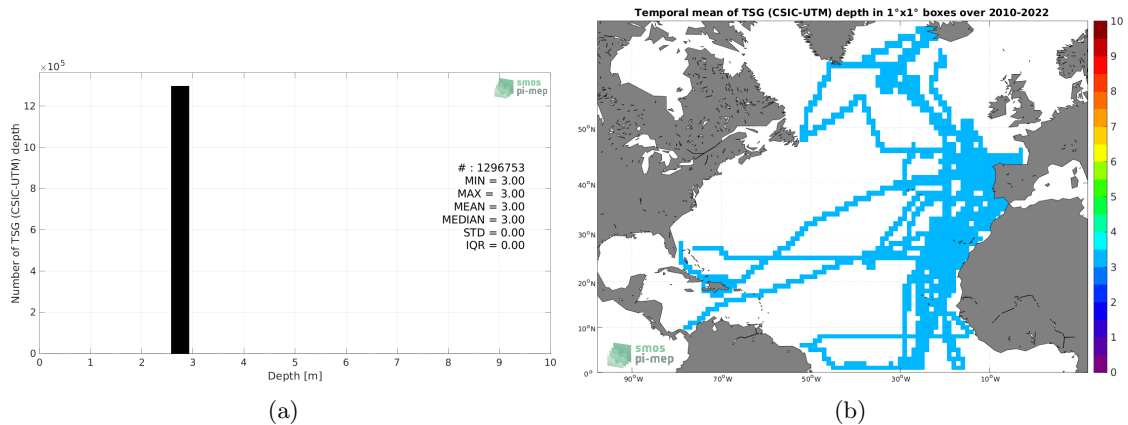 ×10⁵
12
10
8
6
4
2
0
0 1 2 3 4 5 6 7 8 9 10
Number of TSG (CSIC-UTM) depth
Depth [m]
smos
pi-mep
# : 1296753
MIN = 3.00
MAX = 3.00
MEAN = 3.00
MEDIAN = 3.00
STD = 0.00
IQR = 0.00
(a)
Temporal mean of TSG (CSIC-UTM) depth in 1°x1° boxes over 2010-2022
50°N
40°N
30°N
20°N
10°N
0°
90°W 70°W 50°W 30°W 10°W
smos
pi-mep
10
9
8
7
6
5
4
3
2
1
0
(b)